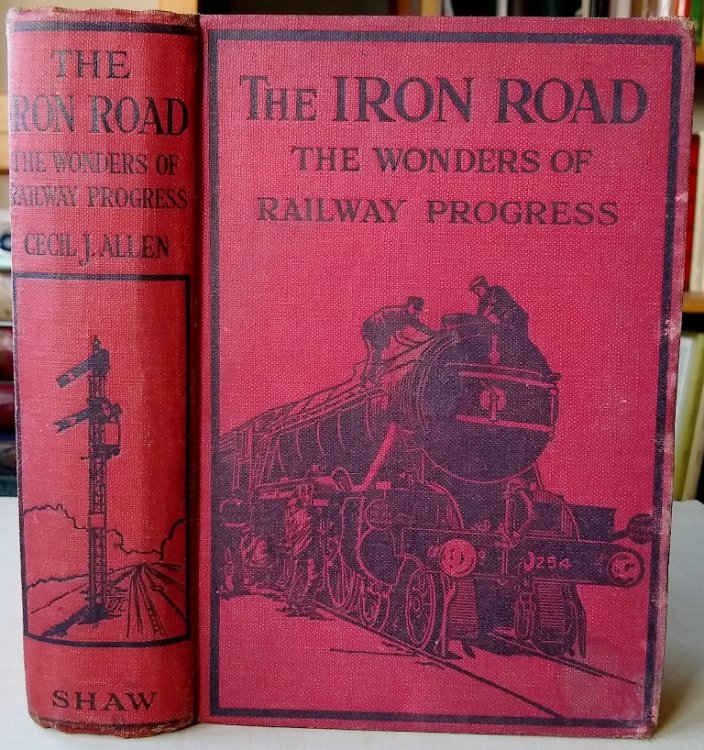 THE
IRON ROAD
THE WONDERS OF
RAILWAY PROGRESS
CECIL J. ALLEN
SHAW
THE IRON ROAD
THE WONDERS OF
RAILWAY PROGRESS
254